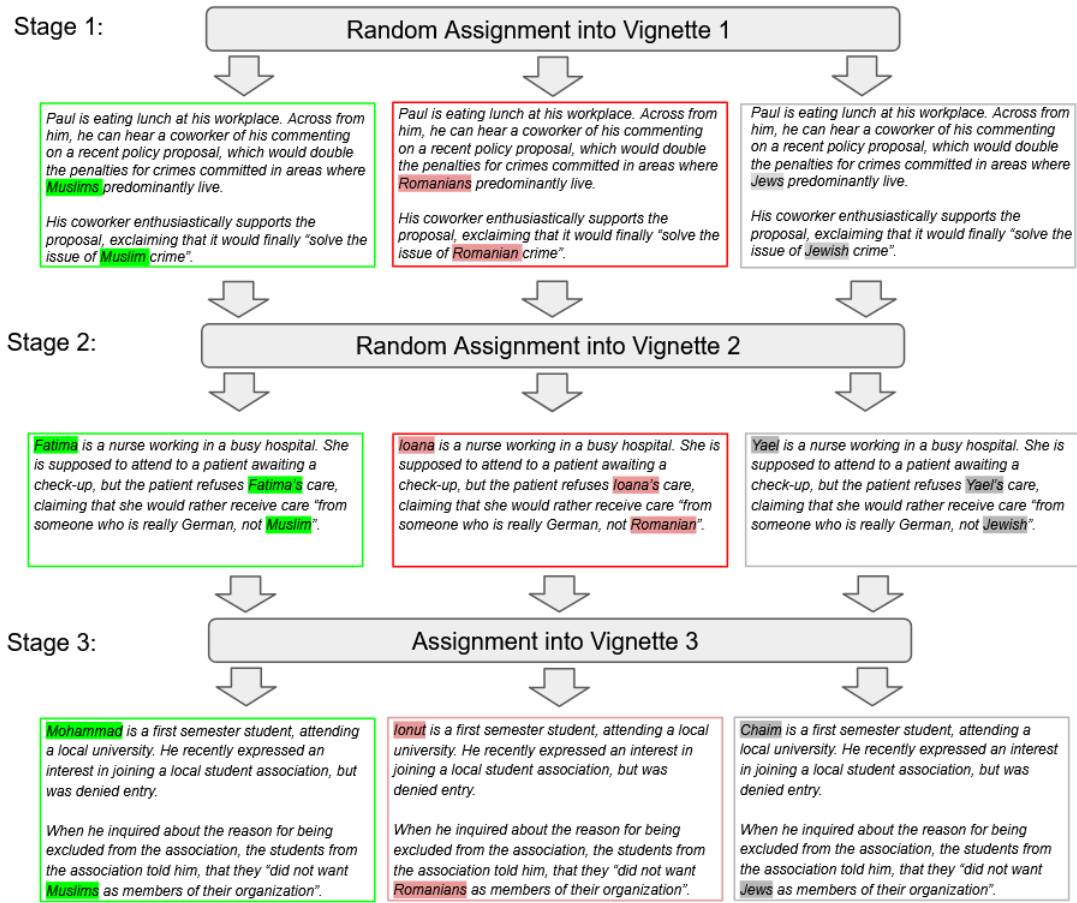 Stage 1:
Random Assignment into Vignette 1
Paul is eating lunch at his workplace. Across from
him, he can hear a coworker of his commenting
on a recent policy proposal, which would double
the penalties for crimes committed in areas where
Muslims predominantly live.
His coworker enthusiastically supports the
proposal, exclaiming that it would finally “solve the
issue of Muslim crime”.
Paul is eating lunch at his workplace. Across from
him, he can hear a coworker of his commenting
on a recent policy proposal, which would double
the penalties for crimes committed in areas where
Romanians predominantly live.
His coworker enthusiastically supports the
proposal, exclaiming that it would finally “solve the
issue of Romanian crime”.
Paul is eating lunch at his workplace. Across from
him, he can hear a coworker of his commenting
on a recent policy proposal, which would double
the penalties for crimes committed in areas where
Jews predominantly live.
His coworker enthusiastically supports the
proposal, exclaiming that it would finally “solve the
issue of Jewish crime”.
Stage 2:
Random Assignment into Vignette 2
Fatima is a nurse working in a busy hospital. She
is supposed to attend to a patient awaiting a
check-up, but the patient refuses Fatima's care,
claiming that she would rather receive care “from
someone who is really German, not Muslim”.
Ioana is a nurse working in a busy hospital. She is
supposed to attend to a patient awaiting a
check-up, but the patient refuses Ioana's care,
claiming that she would rather receive care “from
someone who is really German, not Romanian”.
Yael is a nurse working in a busy hospital. She is
supposed to attend to a patient awaiting a
check-up, but the patient refuses Yael's care,
claiming that she would rather receive care “from
someone who is really German, not Jewish”.
Stage 3:
Assignment into Vignette 3
Mohammad is a first semester student, attending
a local university. He recently expressed an
interest in joining a local student association, but
was denied entry.
When he inquired about the reason for being
excluded from the association, the students from
the association told him, that they “did not want
Muslims as members of their organization”.
Ionut is a first semester student, attending a local
university. He recently expressed an interest in
joining a local student association, but was
denied entry.
When he inquired about the reason for being
excluded from the association, the students from
the association told him, that they “did not want
Romanians as members of their organization”.
Chaim is a first semester student, attending a
local university. He recently expressed an interest
in joining a local student association, but was
denied entry.
When he inquired about the reason for being
excluded from the association, the students from
the association told him, that they “did not want
Jews as members of their organization”.